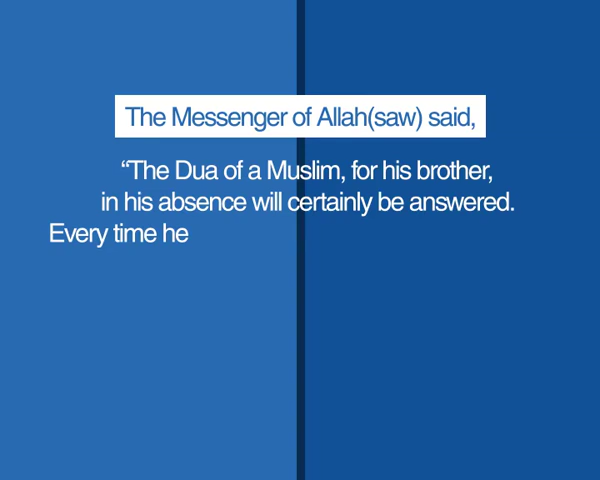 The Messenger of Allah(saw) said,
“The Dua of a Muslim, for his brother,
in his absence will certainly be answered.
Every time he